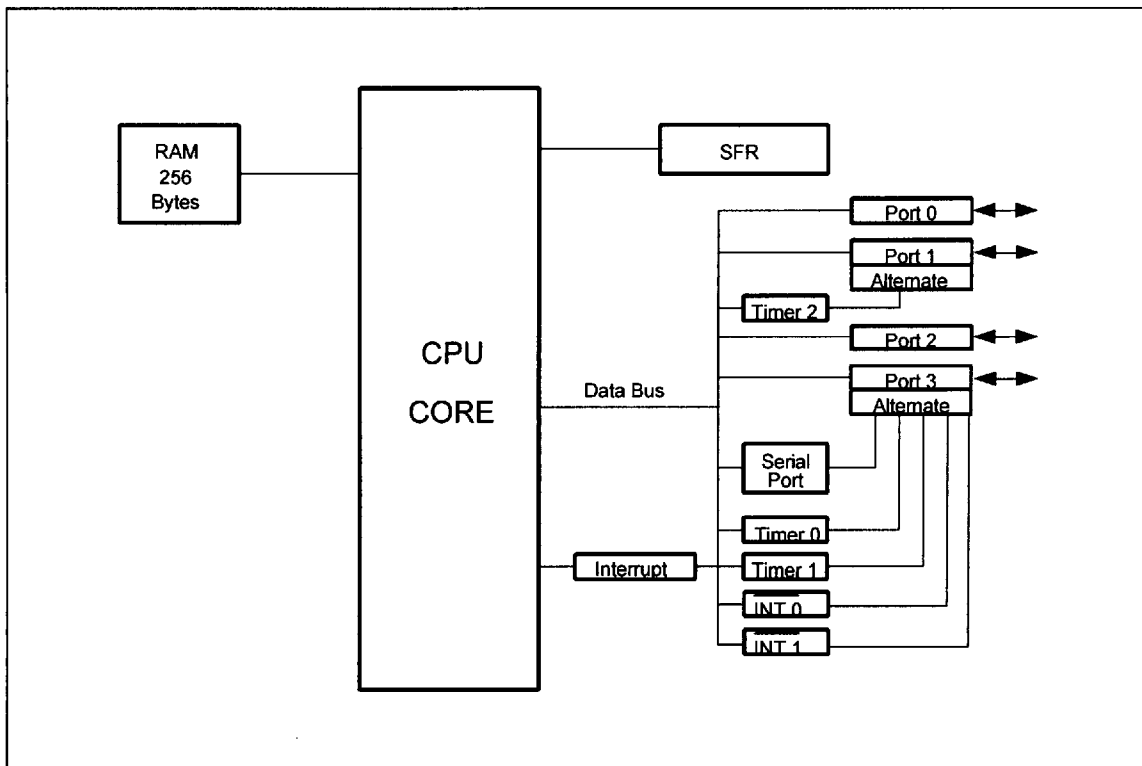 RAM
256
Bytes
CPU
CORE
SFR
Port 0
Port 1
Alternate
Timer 2
Port 2
Data Bus
Port 3
Alternate
Serial
Port
Timer 0
Interrupt
Timer 1
INT 0
INT 1